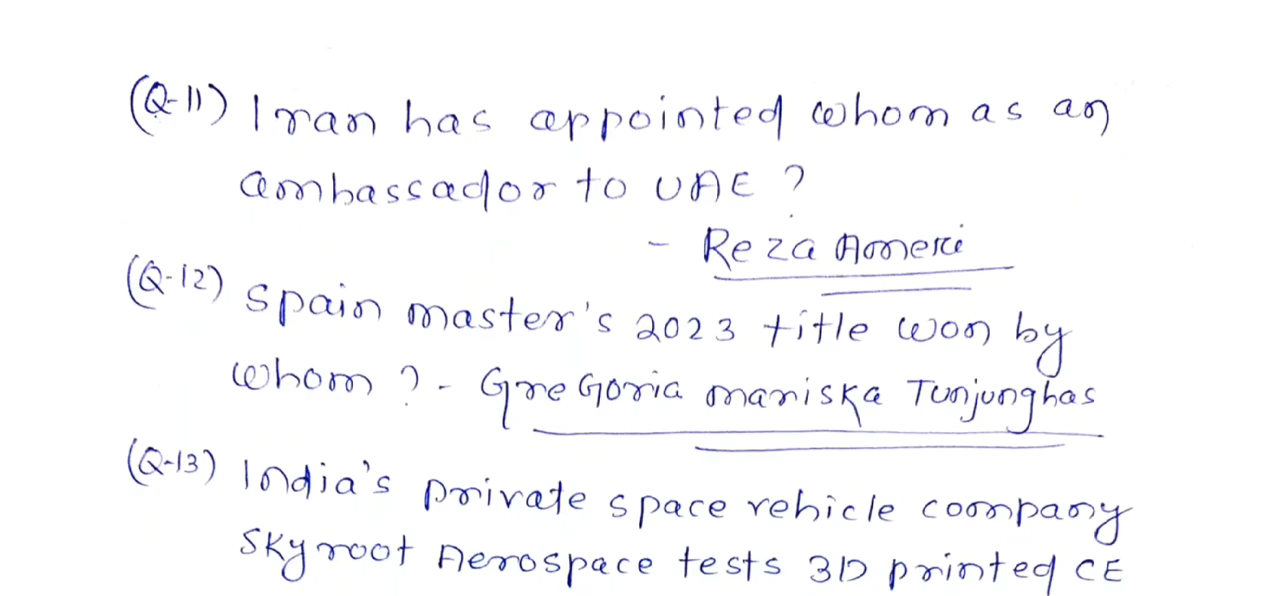 (Q-11) Iran has appointed whom as an
ambassador to UAE ?
- Reza Ameri
(Q-12) Spain master's 2023 title won by
whom ? - Gregoria mariska Tunjunghas
(Q-13) India's private space vehicle company
Skyroot Aerospace tests 3D printed CE